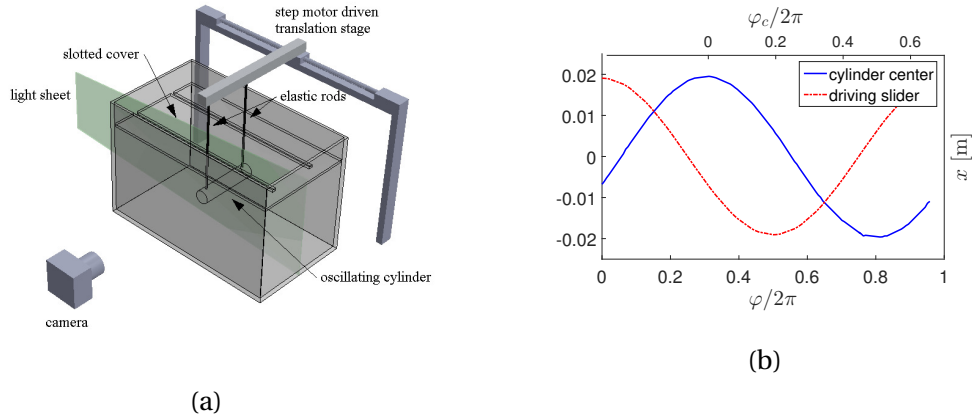 step motor driven
translation stage
slotted cover
light sheet
elastic rods
oscillating cylinder
camera
(a)
φ_c/2π
0 0.2 0.4 0.6
cylinder center
driving slider
0.02
0.01
0
-0.01
-0.02
x [m]
0 0.2 0.4 0.6 0.8 1
φ/2π
(b)